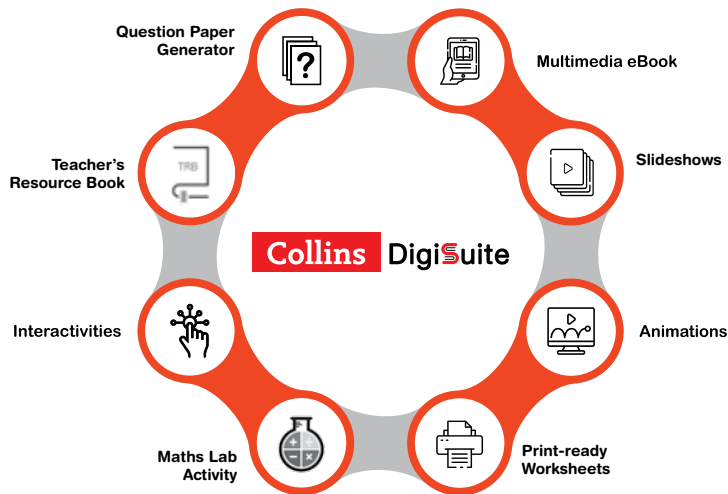 Question Paper
Generator
Multimedia eBook
?
Teacher's
Resource Book
TRB
Slideshows
Collins DigiSuite
Interactivities
Animations
Maths Lab
Activity
+ ÷
− ×
Print-ready
Worksheets